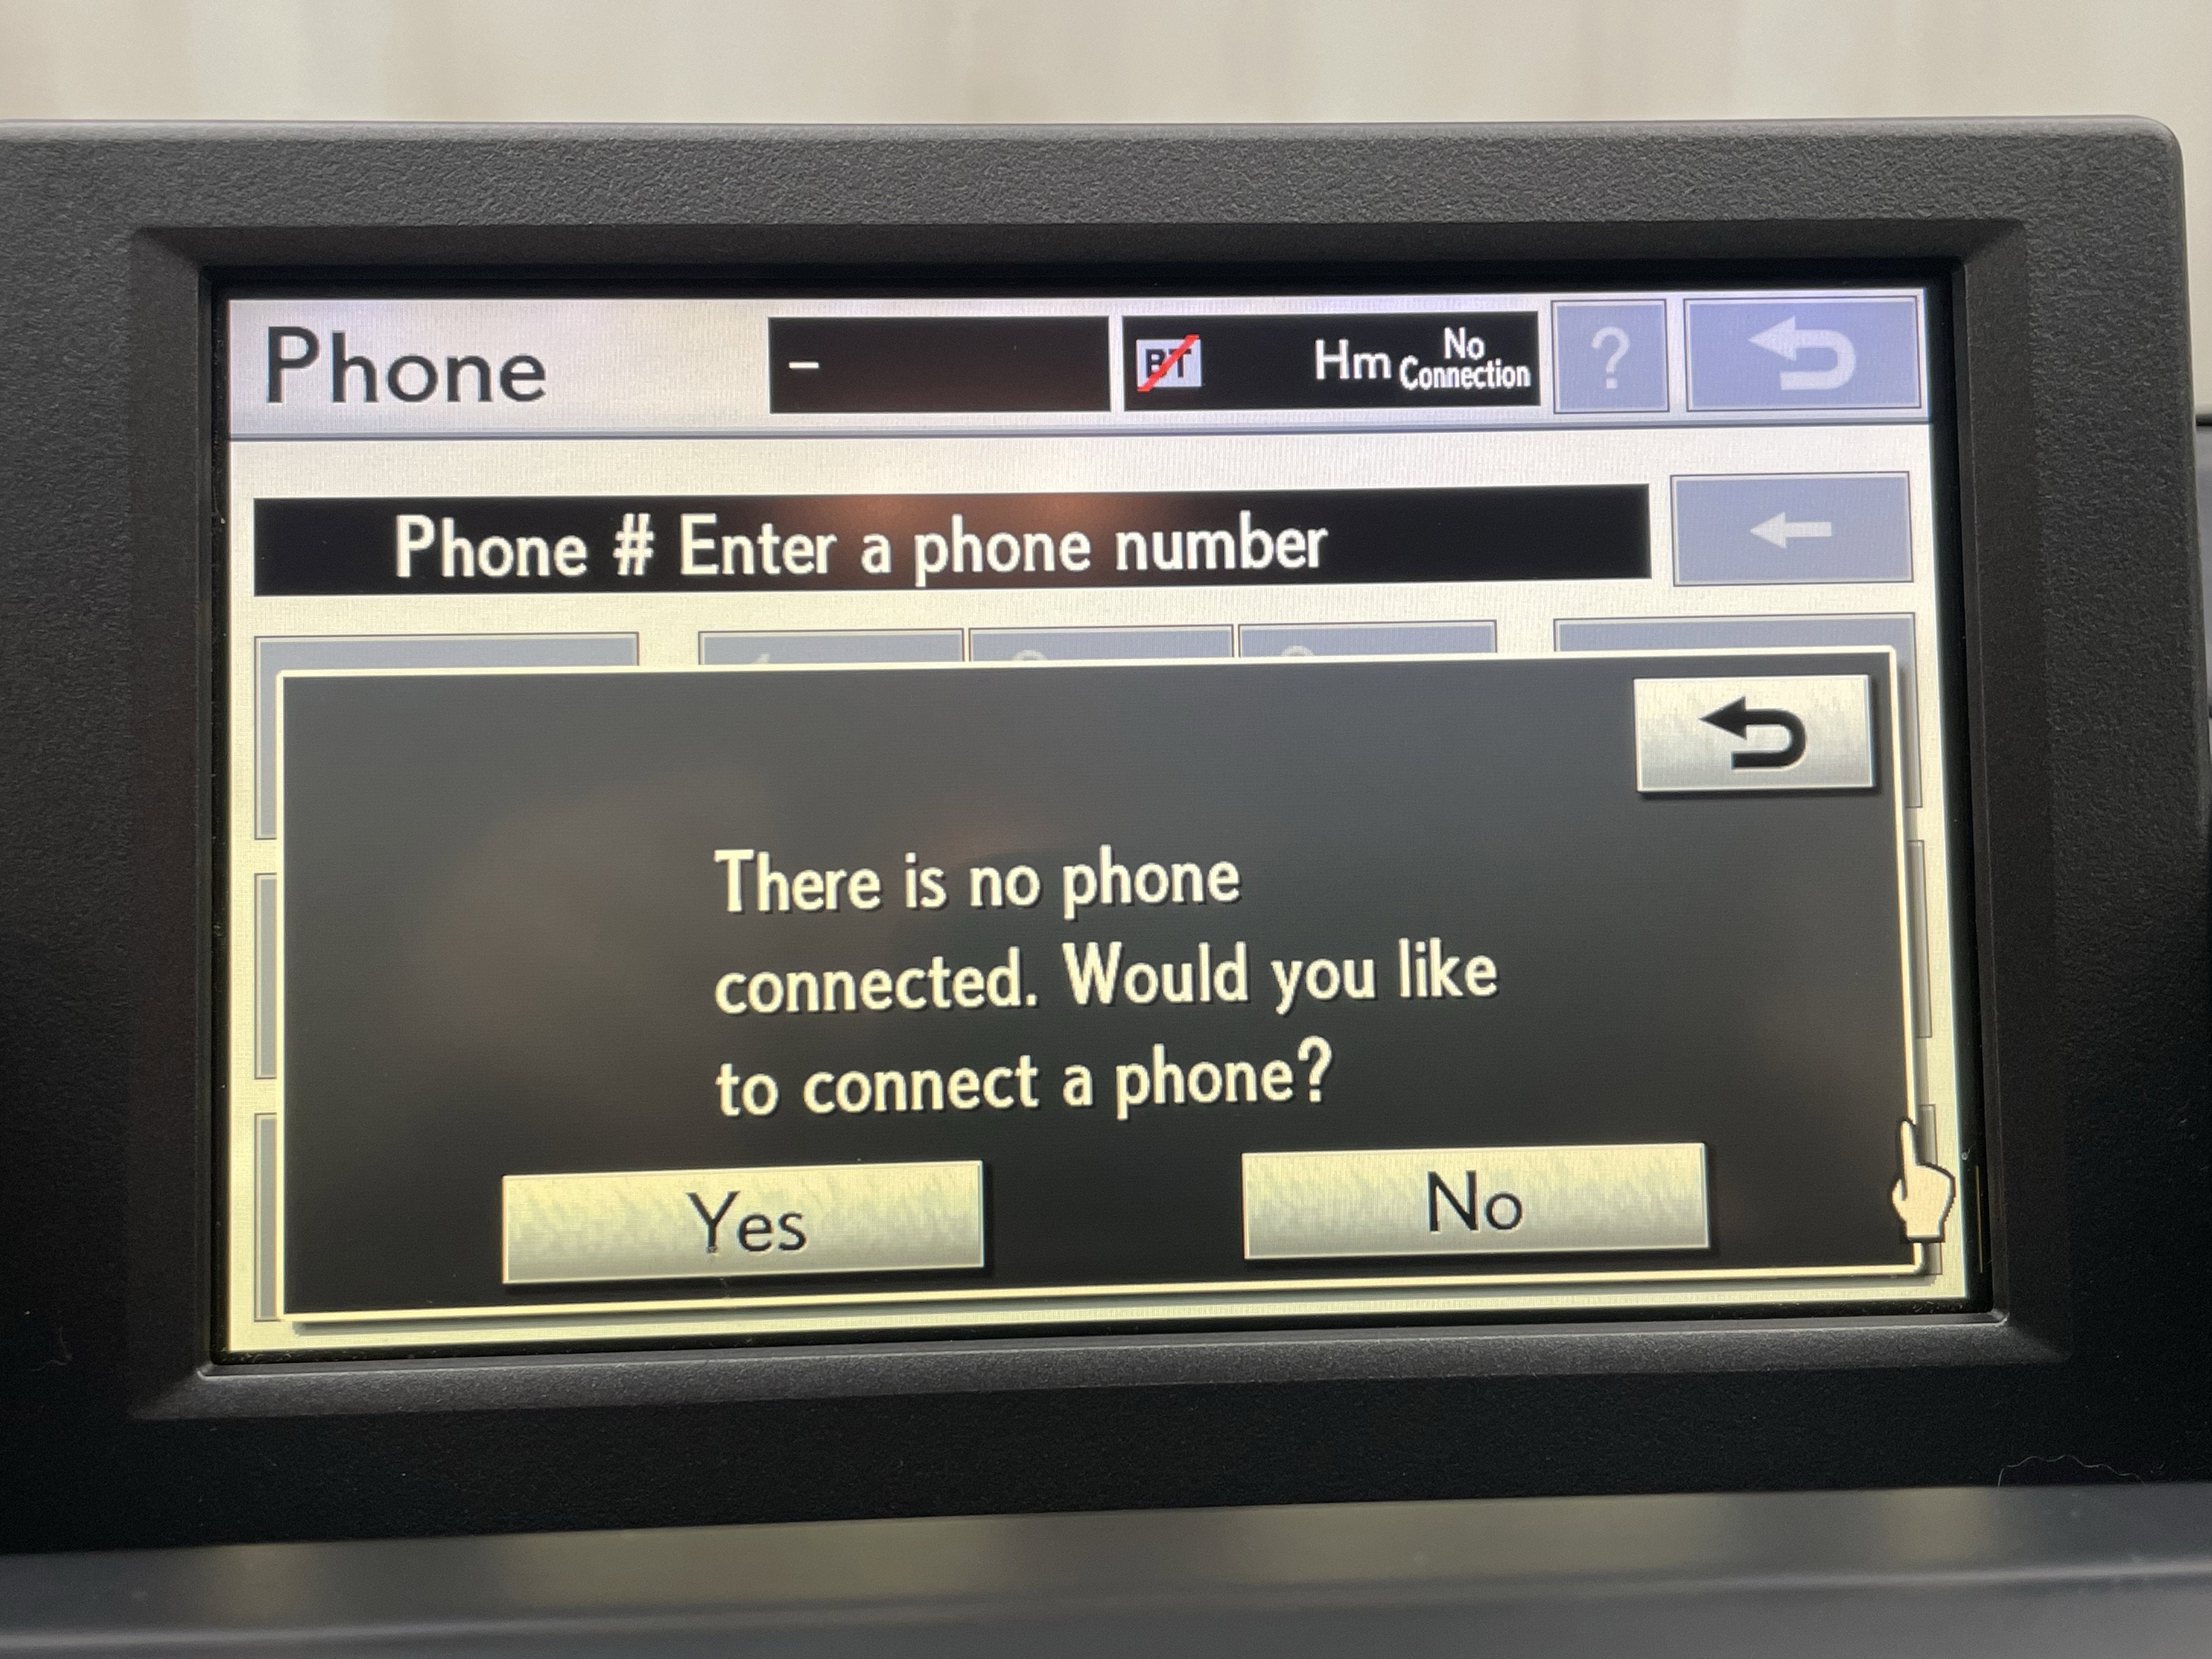 Phone
–
BT
Hm No
Connection
?
Phone # Enter a phone number
There is no phone
connected. Would you like
to connect a phone?
Yes
No